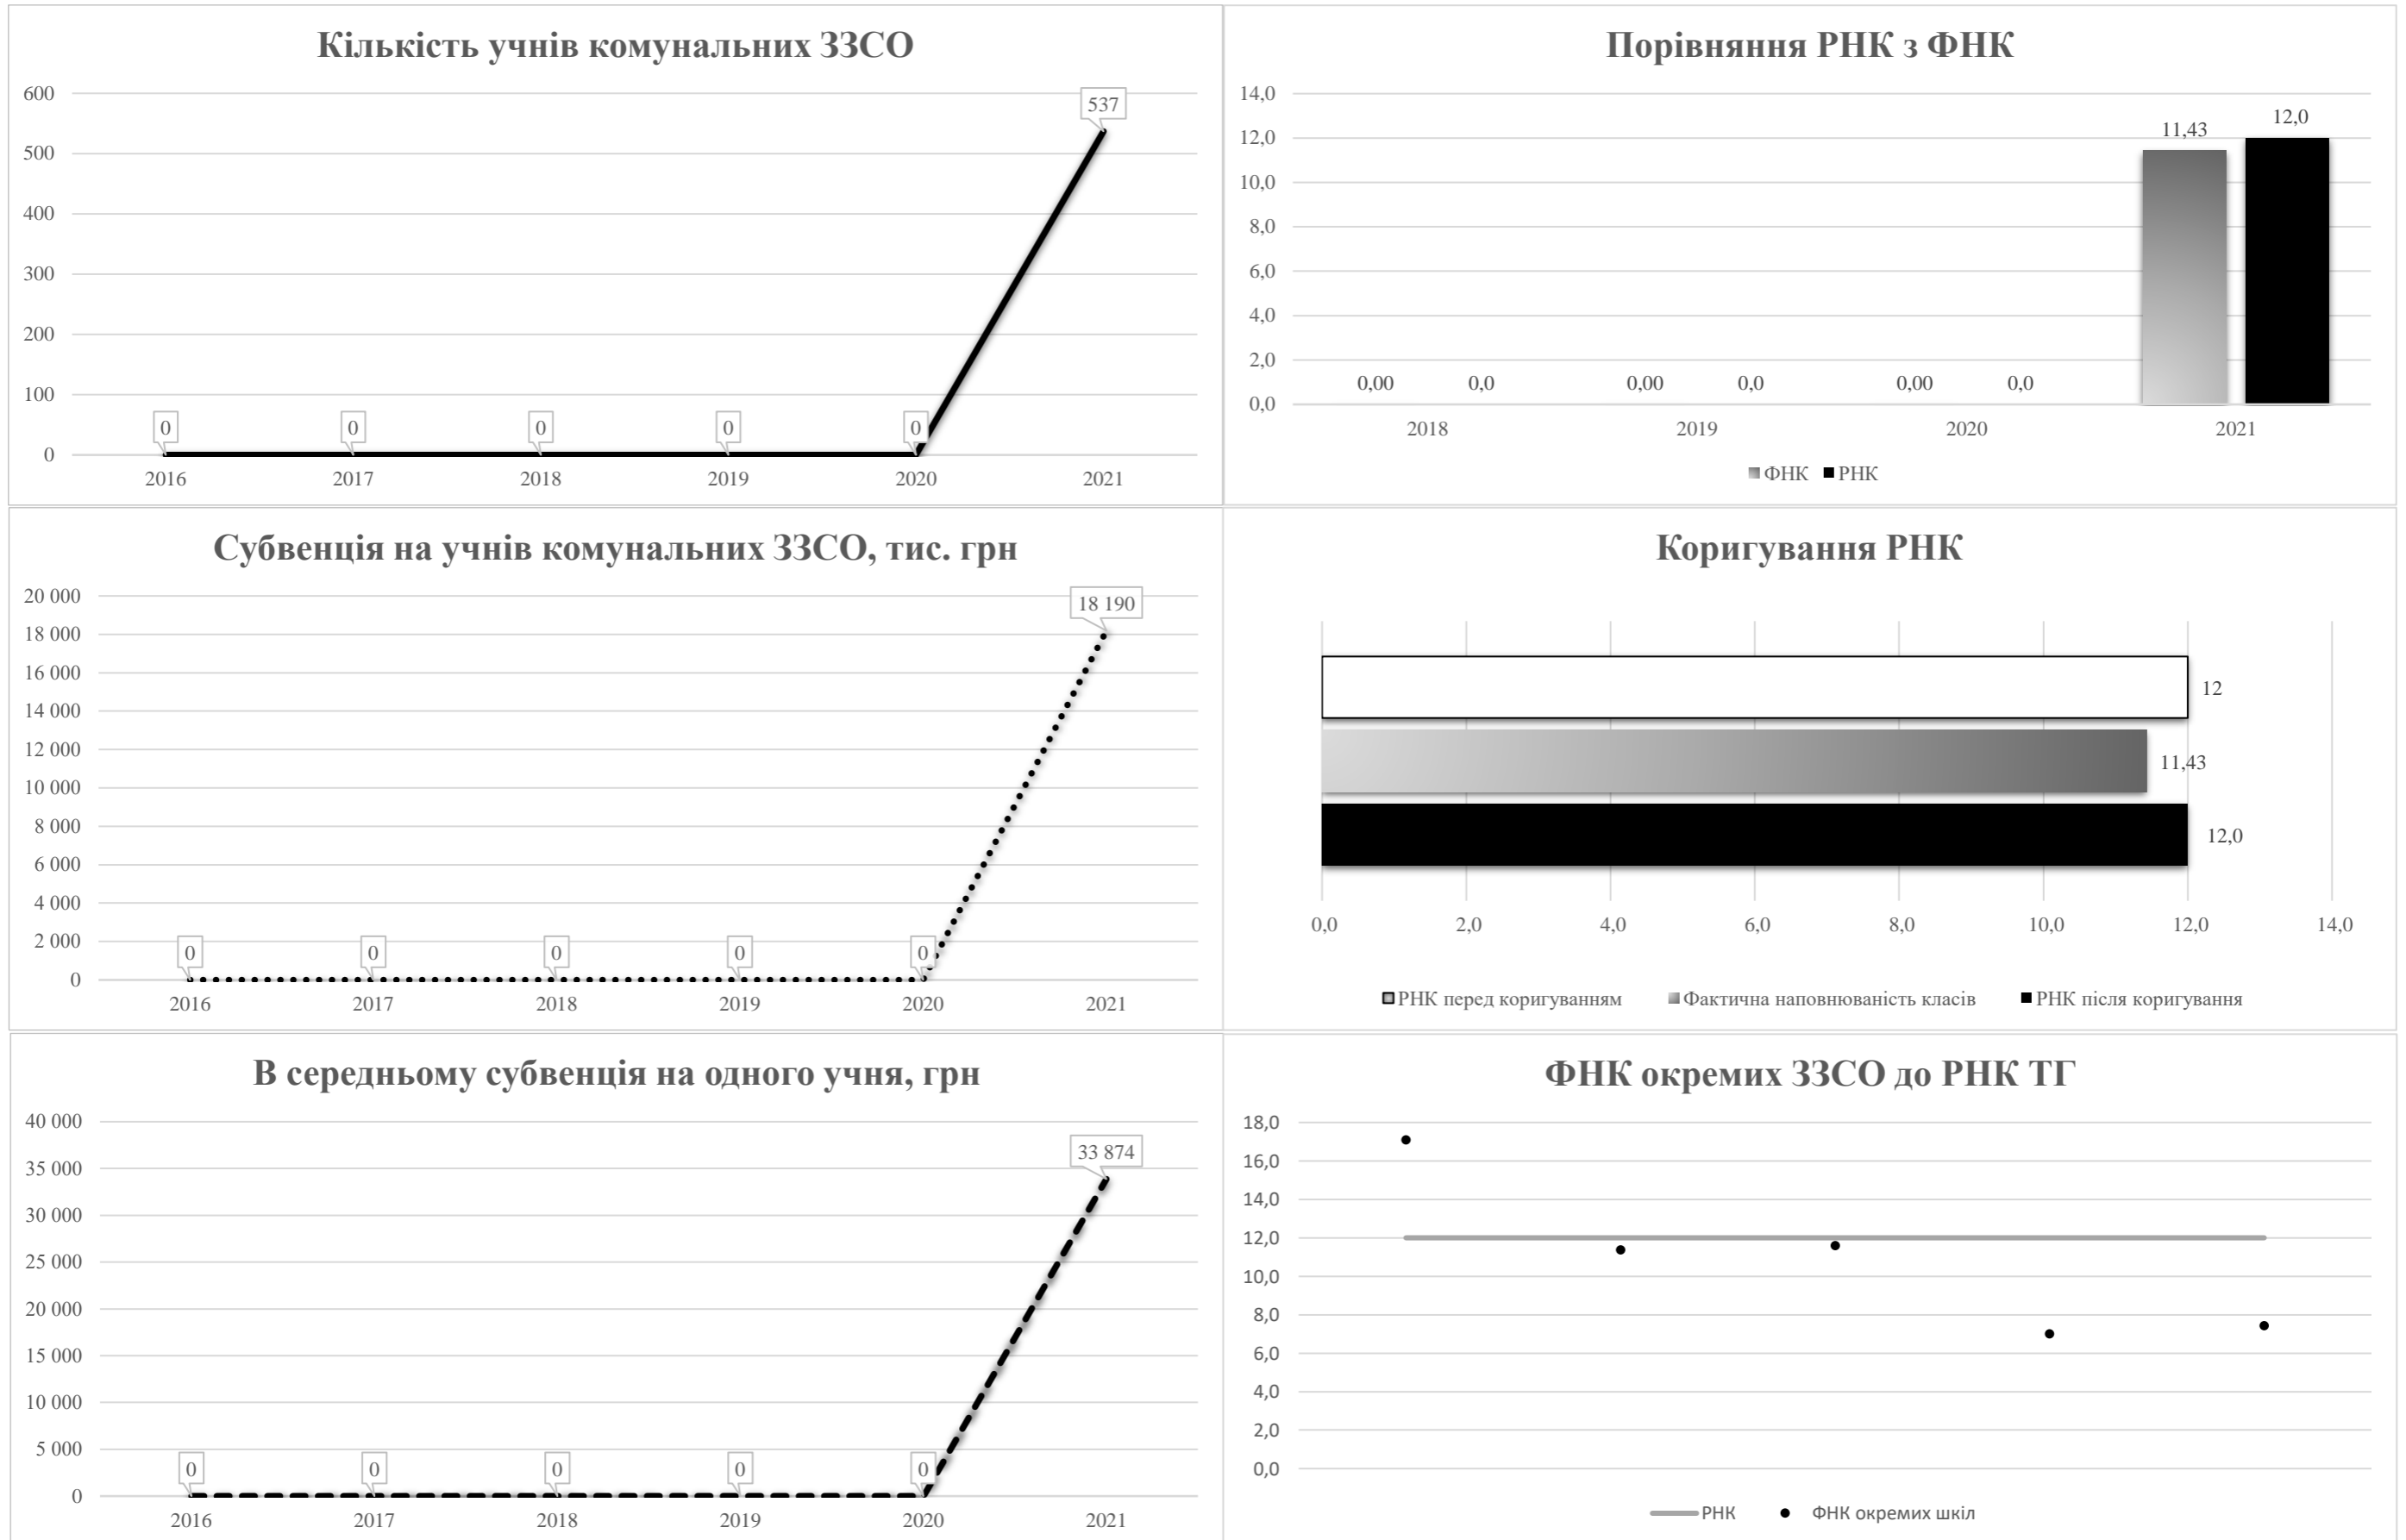 Кількість учнів комунальних ЗЗСО
600
500
400
300
200
100
0
537
0 0 0 0 0
2016 2017 2018 2019 2020 2021
Порівняння РНК з ФНК
14,0
12,0
10,0
8,0
6,0
4,0
2,0
0,0
11,43 12,0
0,00 0,0 0,00 0,0 0,00 0,0
2018 2019 2020 2021
ФНК РНК
Субвенція на учнів комунальних ЗЗСО, тис. грн
20 000
18 000
16 000
14 000
12 000
10 000
8 000
6 000
4 000
2 000
0
18 190
0 0 0 0 0
2016 2017 2018 2019 2020 2021
Коригування РНК
12
11,43
12,0
0,0 2,0 4,0 6,0 8,0 10,0 12,0 14,0
РНК перед коригуванням Фактична наповнюваність класів РНК після коригування
В середньому субвенція на одного учня, грн
40 000
35 000
30 000
25 000
20 000
15 000
10 000
5 000
0
33 874
0 0 0 0 0
2016 2017 2018 2019 2020 2021
ФНК окремих ЗЗСО до РНК ТГ
18,0
16,0
14,0
12,0
10,0
8,0
6,0
4,0
2,0
0,0
РНК ФНК окремих шкіл